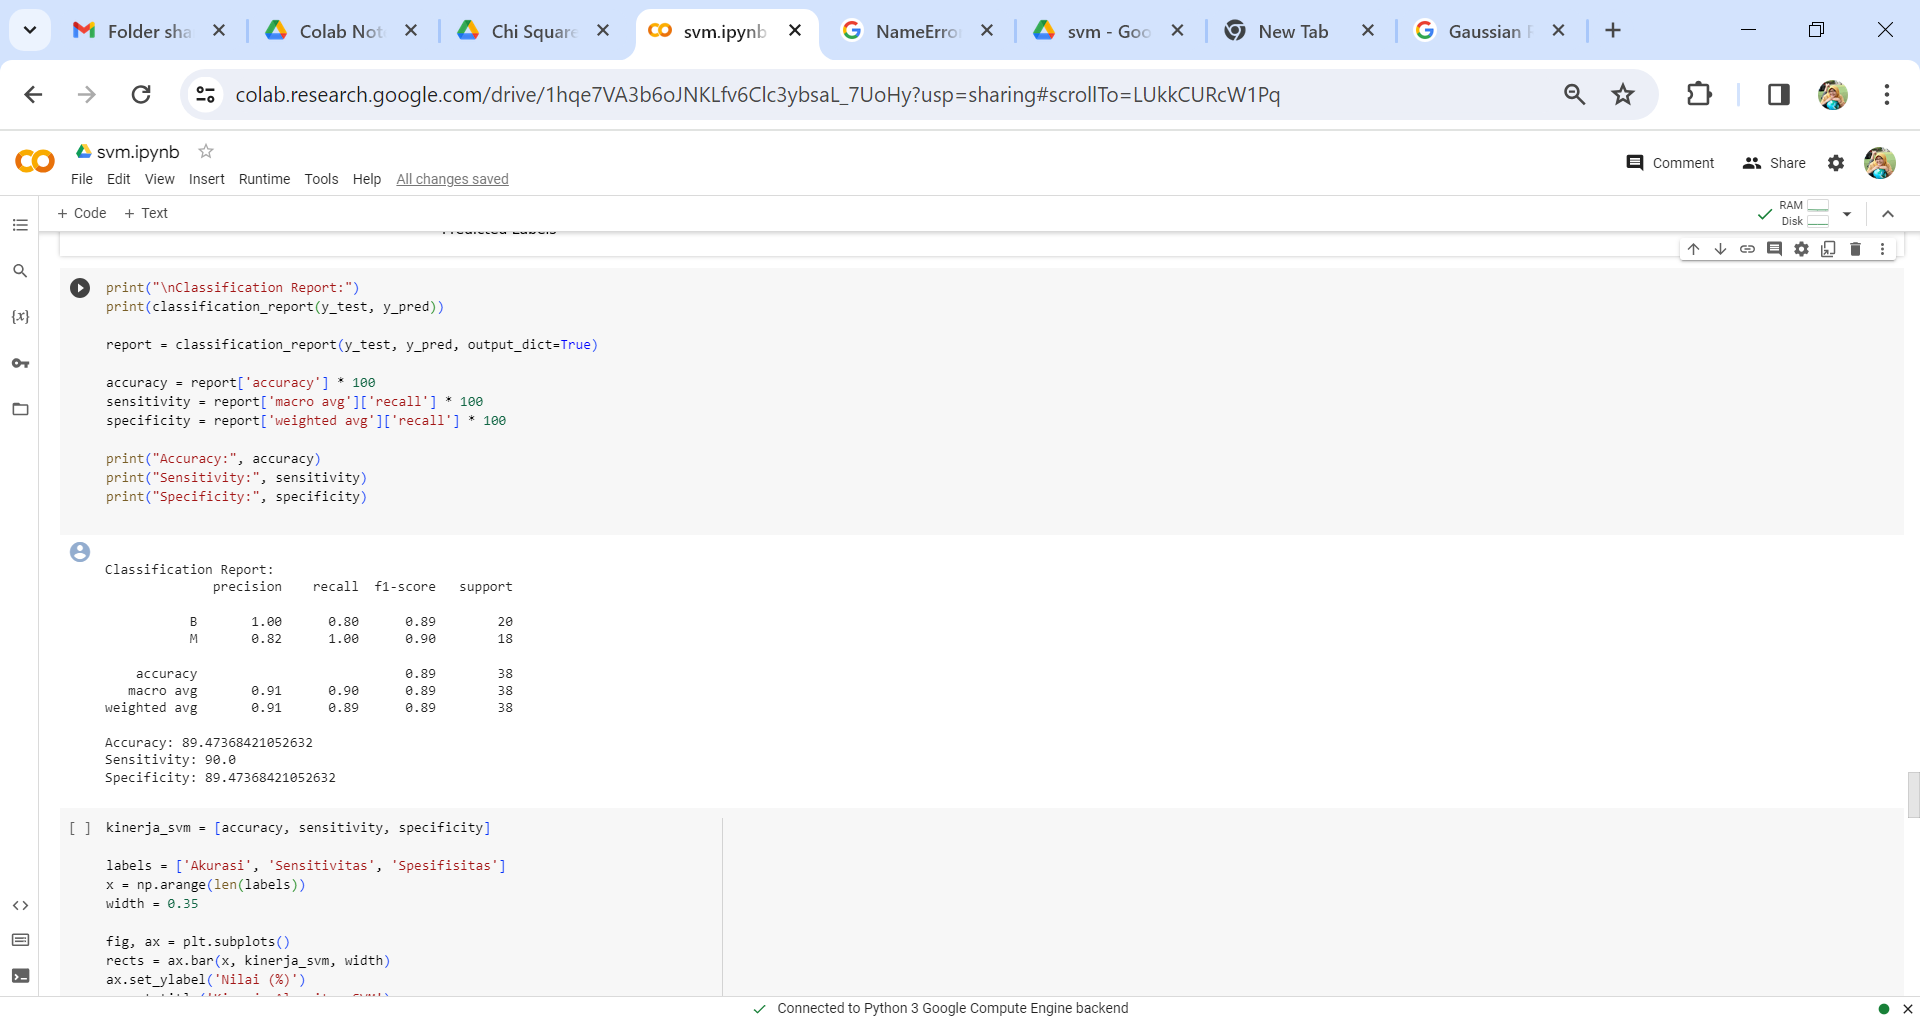 Folder sha
Colab Not
Chi Square
svm.ipynb
NameErro
svm - Goo
New Tab
Gaussian
colab.research.google.com/drive/1hqe7VA3b6oJNKLfv6Clc3ybsaL_7UoHy?usp=sharing#scrollTo=LUkkCURcW1Pq
svm.ipynb
Comment
Share
File Edit View Insert Runtime Tools Help All changes saved
+ Code + Text
RAM
Disk
Predicted Labels
print("\nClassification Report:")
print(classification_report(y_test, y_pred))
report = classification_report(y_test, y_pred, output_dict=True)
accuracy = report['accuracy'] * 100
sensitivity = report['macro avg']['recall'] * 100
specificity = report['weighted avg']['recall'] * 100
print("Accuracy:", accuracy)
print("Sensitivity:", sensitivity)
print("Specificity:", specificity)
Classification Report:
precision recall f1-score support
B 1.00 0.80 0.89 20
M 0.82 1.00 0.90 18
accuracy 0.89 38
macro avg 0.91 0.90 0.89 38
weighted avg 0.91 0.89 0.89 38
Accuracy: 89.47368421052632
Sensitivity: 90.0
Specificity: 89.47368421052632
[ ] kinerja_svm = [accuracy, sensitivity, specificity]
labels = ['Akurasi', 'Sensitivitas', 'Spesifisitas']
x = np.arange(len(labels))
width = 0.35
fig, ax = plt.subplots()
rects = ax.bar(x, kinerja_svm, width)
ax.set_ylabel('Nilai (%)')
Connected to Python 3 Google Compute Engine backend